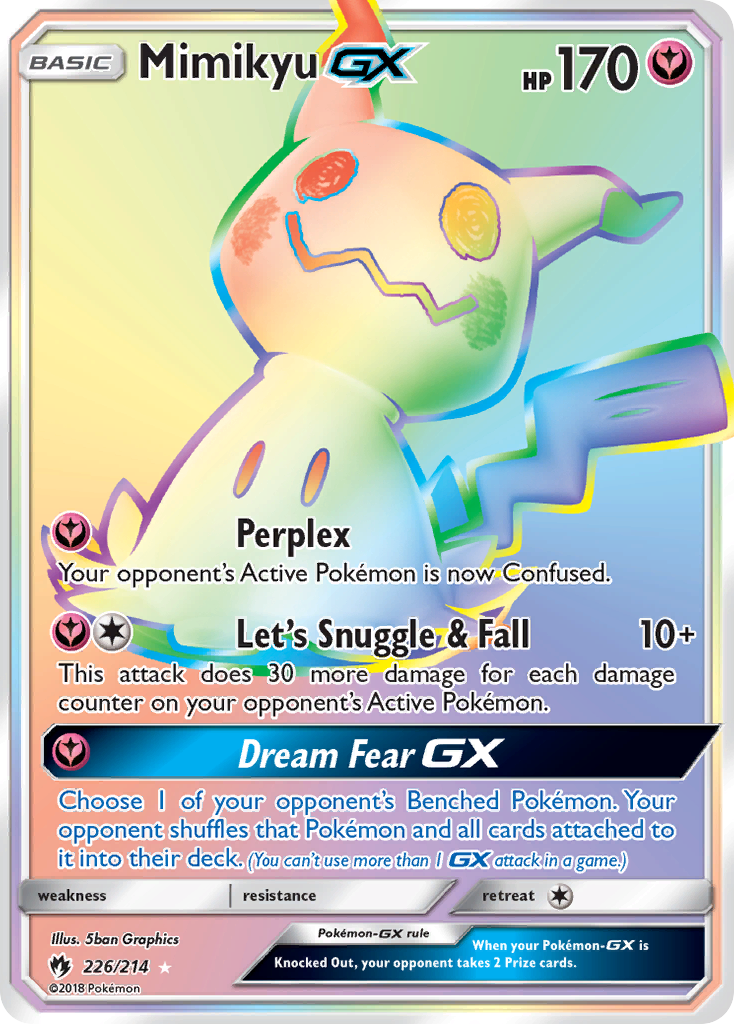 BASIC Mimikyu GX HP 170
Perplex
Your opponent's Active Pokémon is now Confused.
Let's Snuggle & Fall 10+
This attack does 30 more damage for each damage
counter on your opponent's Active Pokémon.
Dream Fear GX
Choose 1 of your opponent's Benched Pokémon. Your
opponent shuffles that Pokémon and all cards attached to
it into their deck. (You can't use more than 1 GX attack in a game.)
weakness resistance retreat
Illus. 5ban Graphics
226/214
©2018 Pokémon
Pokémon-GX rule
When your Pokémon-GX is
Knocked Out, your opponent takes 2 Prize cards.